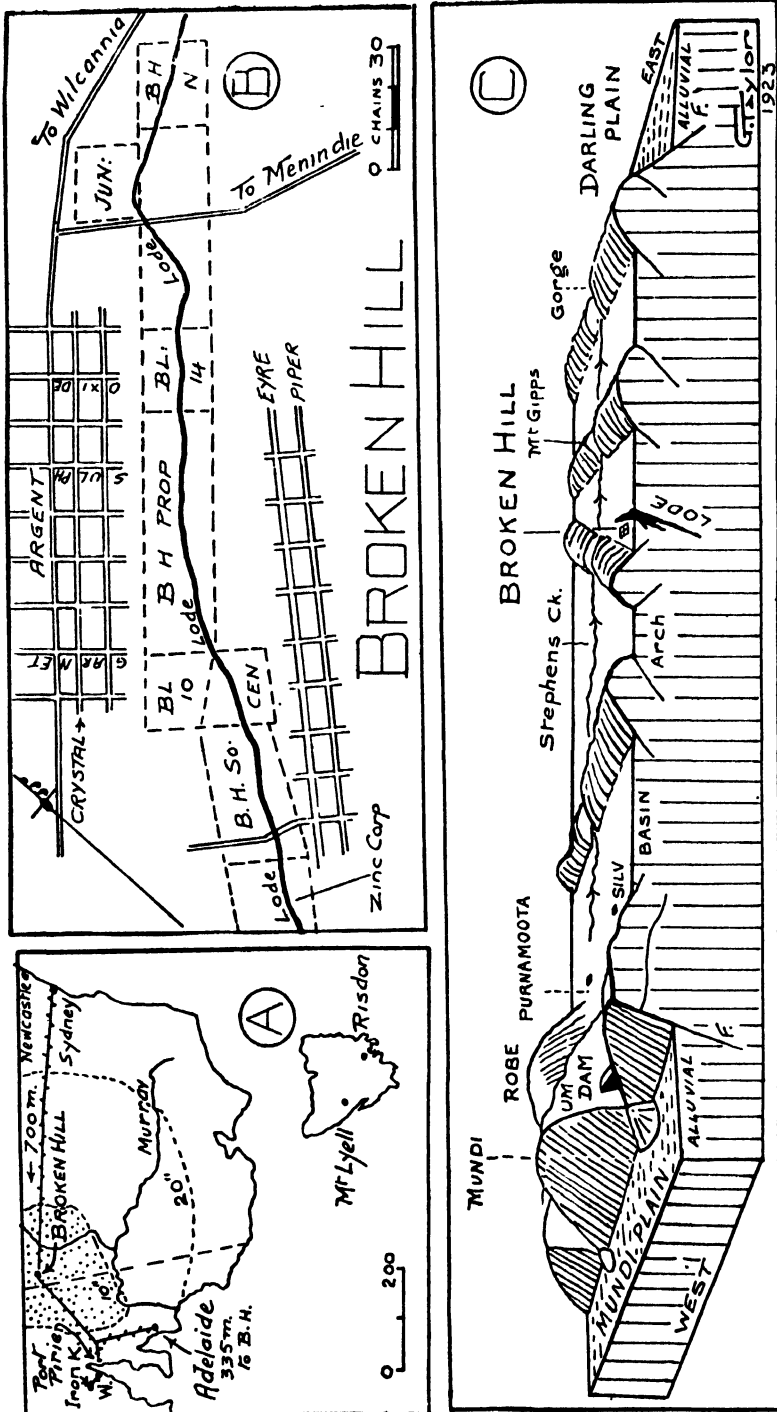 ← 700 m.
Newcastle
Sydney
BROKEN HILL
Port
Pirie
Iron K.
W.
10"
Murray
20"
Adelaide
335 m.
to B.H.
A
Mt Lyell
Risdon
0 200
To Wilcannia
ARGENT
JUN:
B H
N
B
OXIDE
SULPH
GARNET
CRYSTAL→
To Menindie
Lode
BL:
14
B H PROP
Lode
BL
10
CEN
B. H. So.
Lode
Zinc Corp
EYRE
PIPER
0 CHAINS 30
BROKEN HILL
C
MUNDI
ROBE
PURNAMOOTA
Stephens Ck.
BROKEN HILL
Mt Gipps
Gorge
DARLING
PLAIN
UM
DAM
SILV
BASIN
Arch
LODE
EAST
ALLUVIAL
F.
MUNDI PLAIN
WEST
ALLUVIAL
F.
G. Taylor
1923